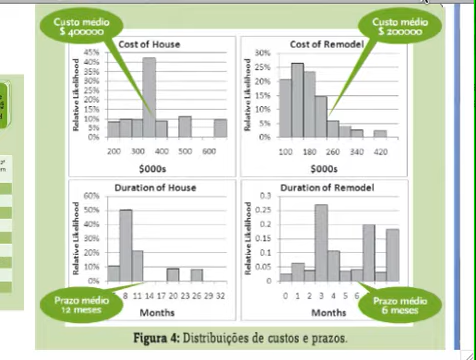 Custo médio
$ 400000
Custo médio
$ 200000
Cost of House
Cost of Remodel
Relative Likelihood
45%
40%
35%
30%
25%
20%
15%
10%
5%
0%
200 300 400 500 600
$000s
Relative Likelihood
30%
25%
20%
15%
10%
5%
0%
100 180 260 340 420
$000s
Duration of House
Duration of Remodel
Relative Likelihood
60%
50%
40%
30%
20%
10%
0%
8 11 14 17 20 23 26 29 32
Months
Relative Likelihood
0.3
0.25
0.2
0.15
0.1
0.05
0
0 1 2 3 4 5 6
Months
Prazo médio
12 meses
Prazo médio
6 meses
Figura 4: Distribuições de custos e prazos.